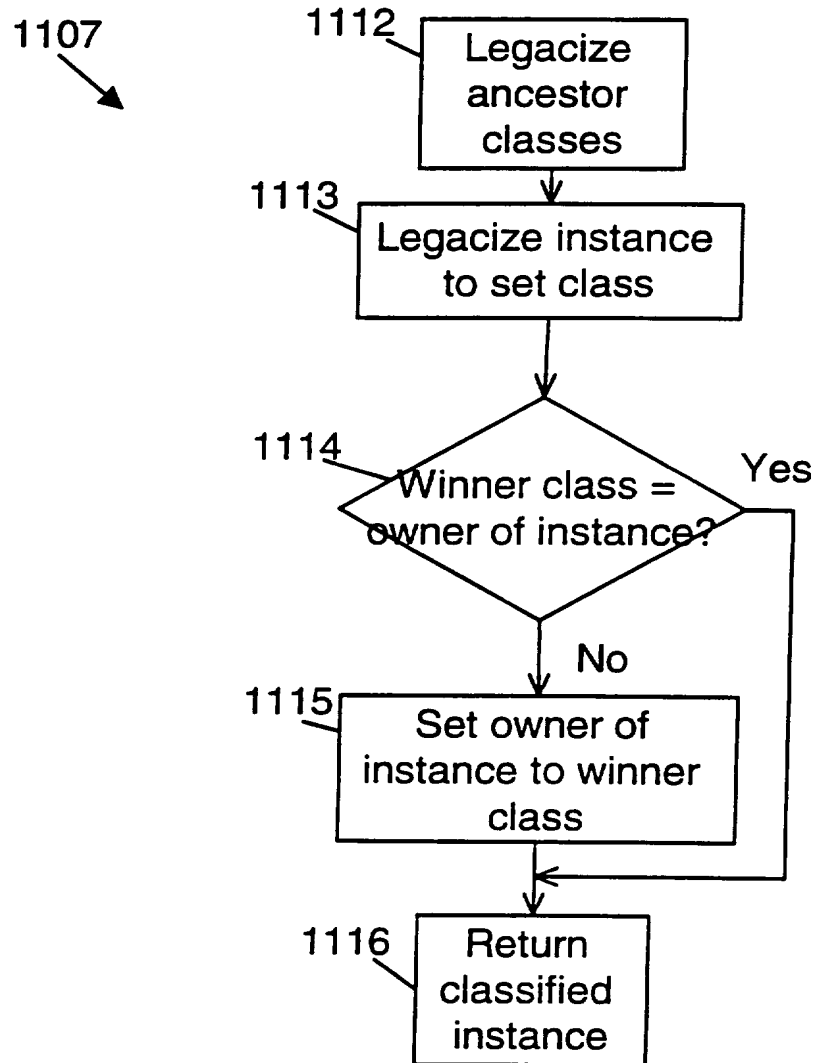 1107
1112
Legacize
ancestor
classes
1113
Legacize instance
to set class
1114
Winner class =
owner of instance?
Yes
No
1115
Set owner of
instance to winner
class
1116
Return
classified
instance